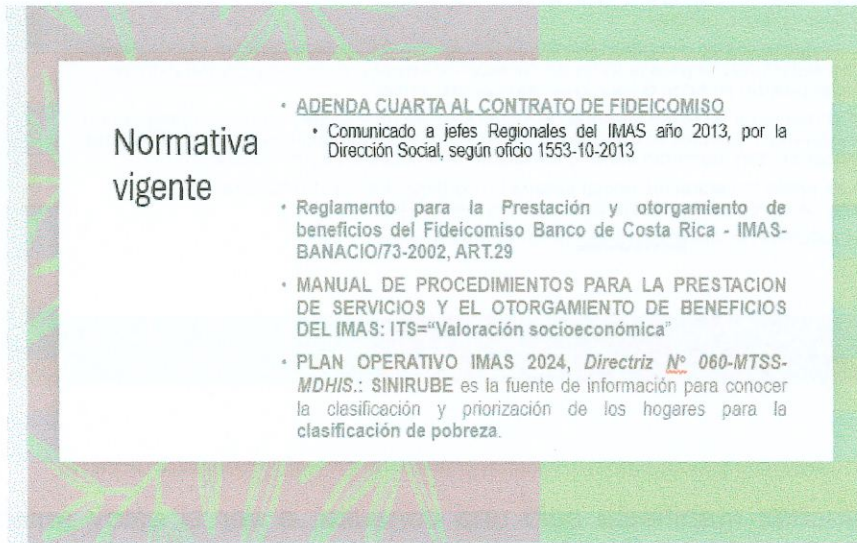 Normativa
vigente
• ADENDA CUARTA AL CONTRATO DE FIDEICOMISO
• Comunicado a jefes Regionales del IMAS año 2013, por la
Dirección Social, según oficio 1553-10-2013
• Reglamento para la Prestación y otorgamiento de
beneficios del Fideicomiso Banco de Costa Rica - IMAS-
BANACIO/73-2002, ART.29
• MANUAL DE PROCEDIMIENTOS PARA LA PRESTACION
DE SERVICIOS Y EL OTORGAMIENTO DE BENEFICIOS
DEL IMAS: ITS=“Valoración socioeconómica”
• PLAN OPERATIVO IMAS 2024, Directriz N° 060-MTSS-
MDHIS.: SINIRUBE es la fuente de información para conocer
la clasificación y priorización de los hogares para la
clasificación de pobreza.